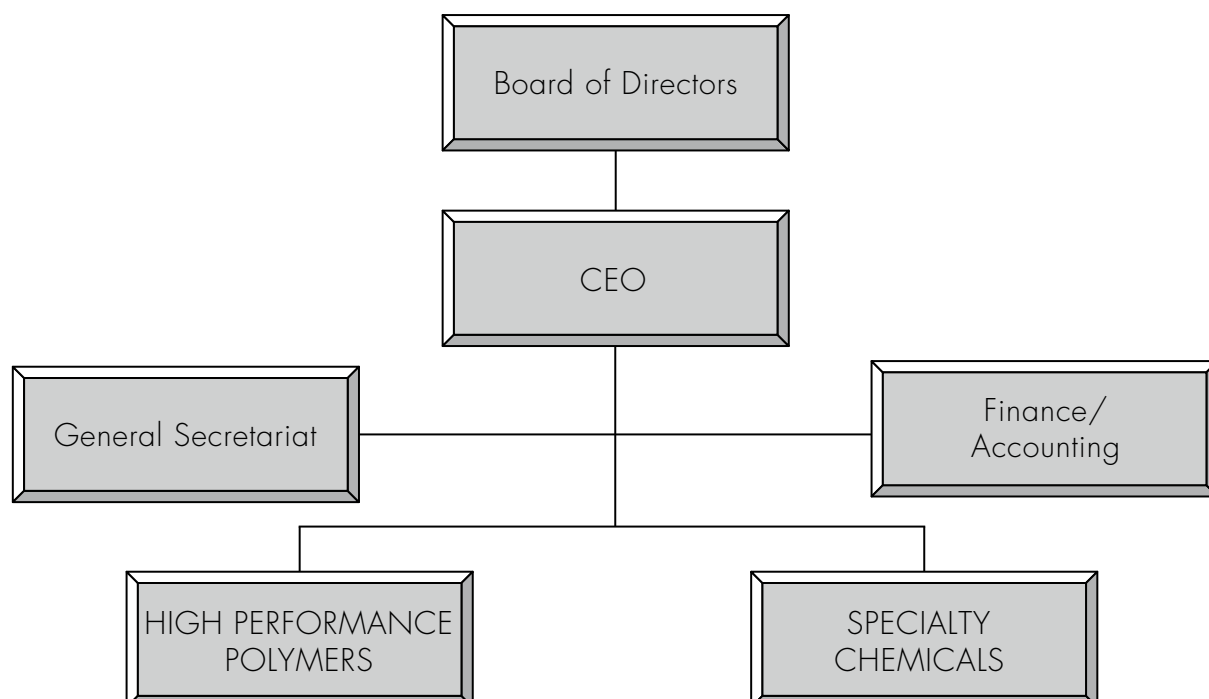 Board of Directors
CEO
General Secretariat
Finance/
Accounting
HIGH PERFORMANCE
POLYMERS
SPECIALTY
CHEMICALS